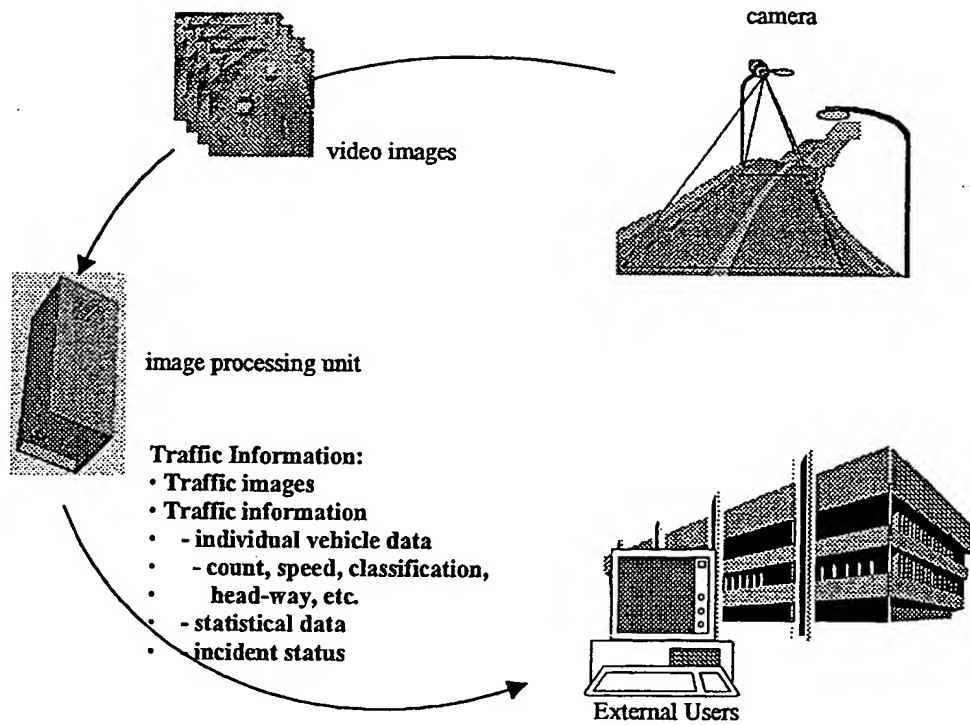 camera
video images
image processing unit
Traffic Information:
• Traffic images
• Traffic information
• - individual vehicle data
• - count, speed, classification,
• head-way, etc.
• - statistical data
• - incident status
External Users